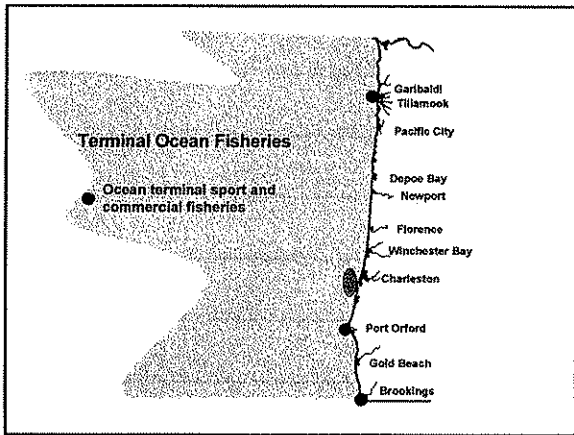 Garibaldi
Tillamook
Pacific City
Terminal Ocean Fisheries
Depoe Bay
Ocean terminal sport and
commercial fisheries
Newport
Florence
Winchester Bay
Charleston
Port Orford
Gold Beach
Brookings